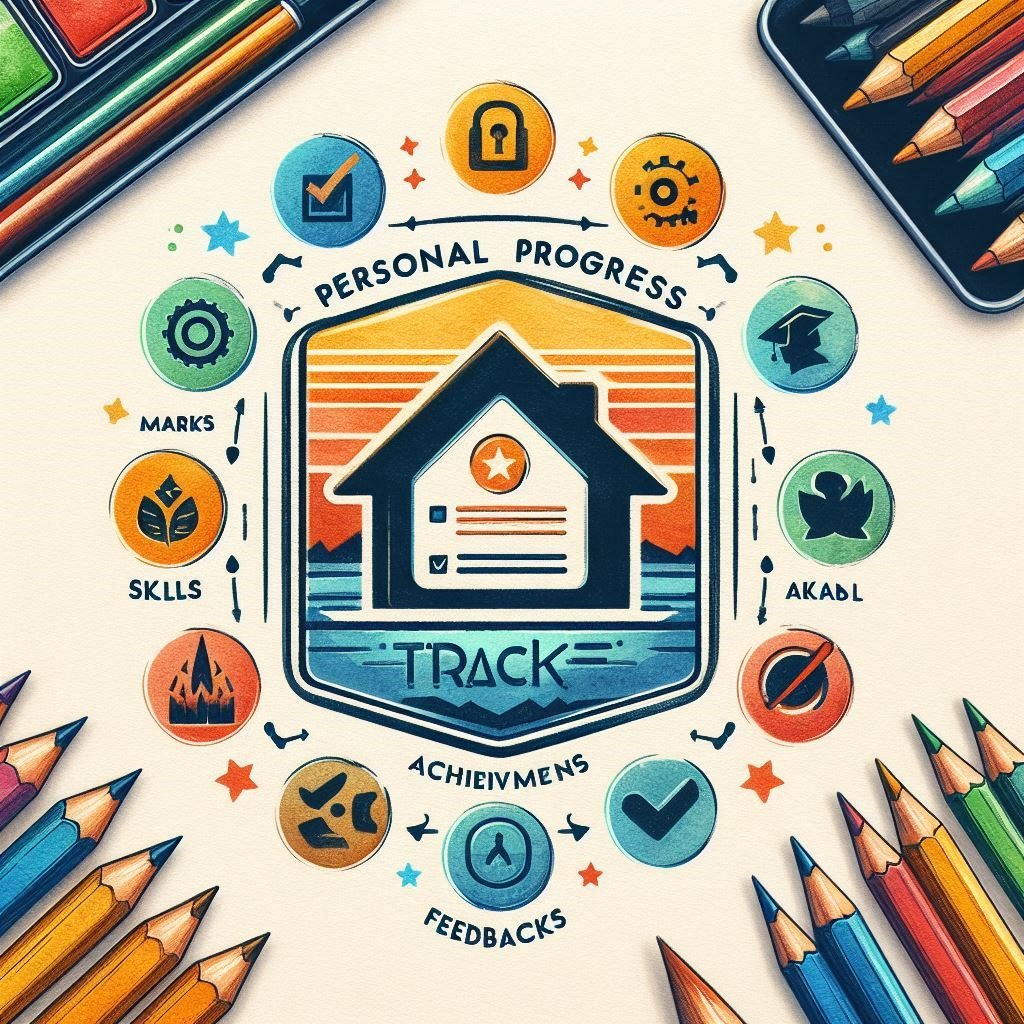 PERSONAL PROGRESS
MARKS
SKLLS
AKABL
TRACK
ACHIEIVMENS
FEEDBACKS